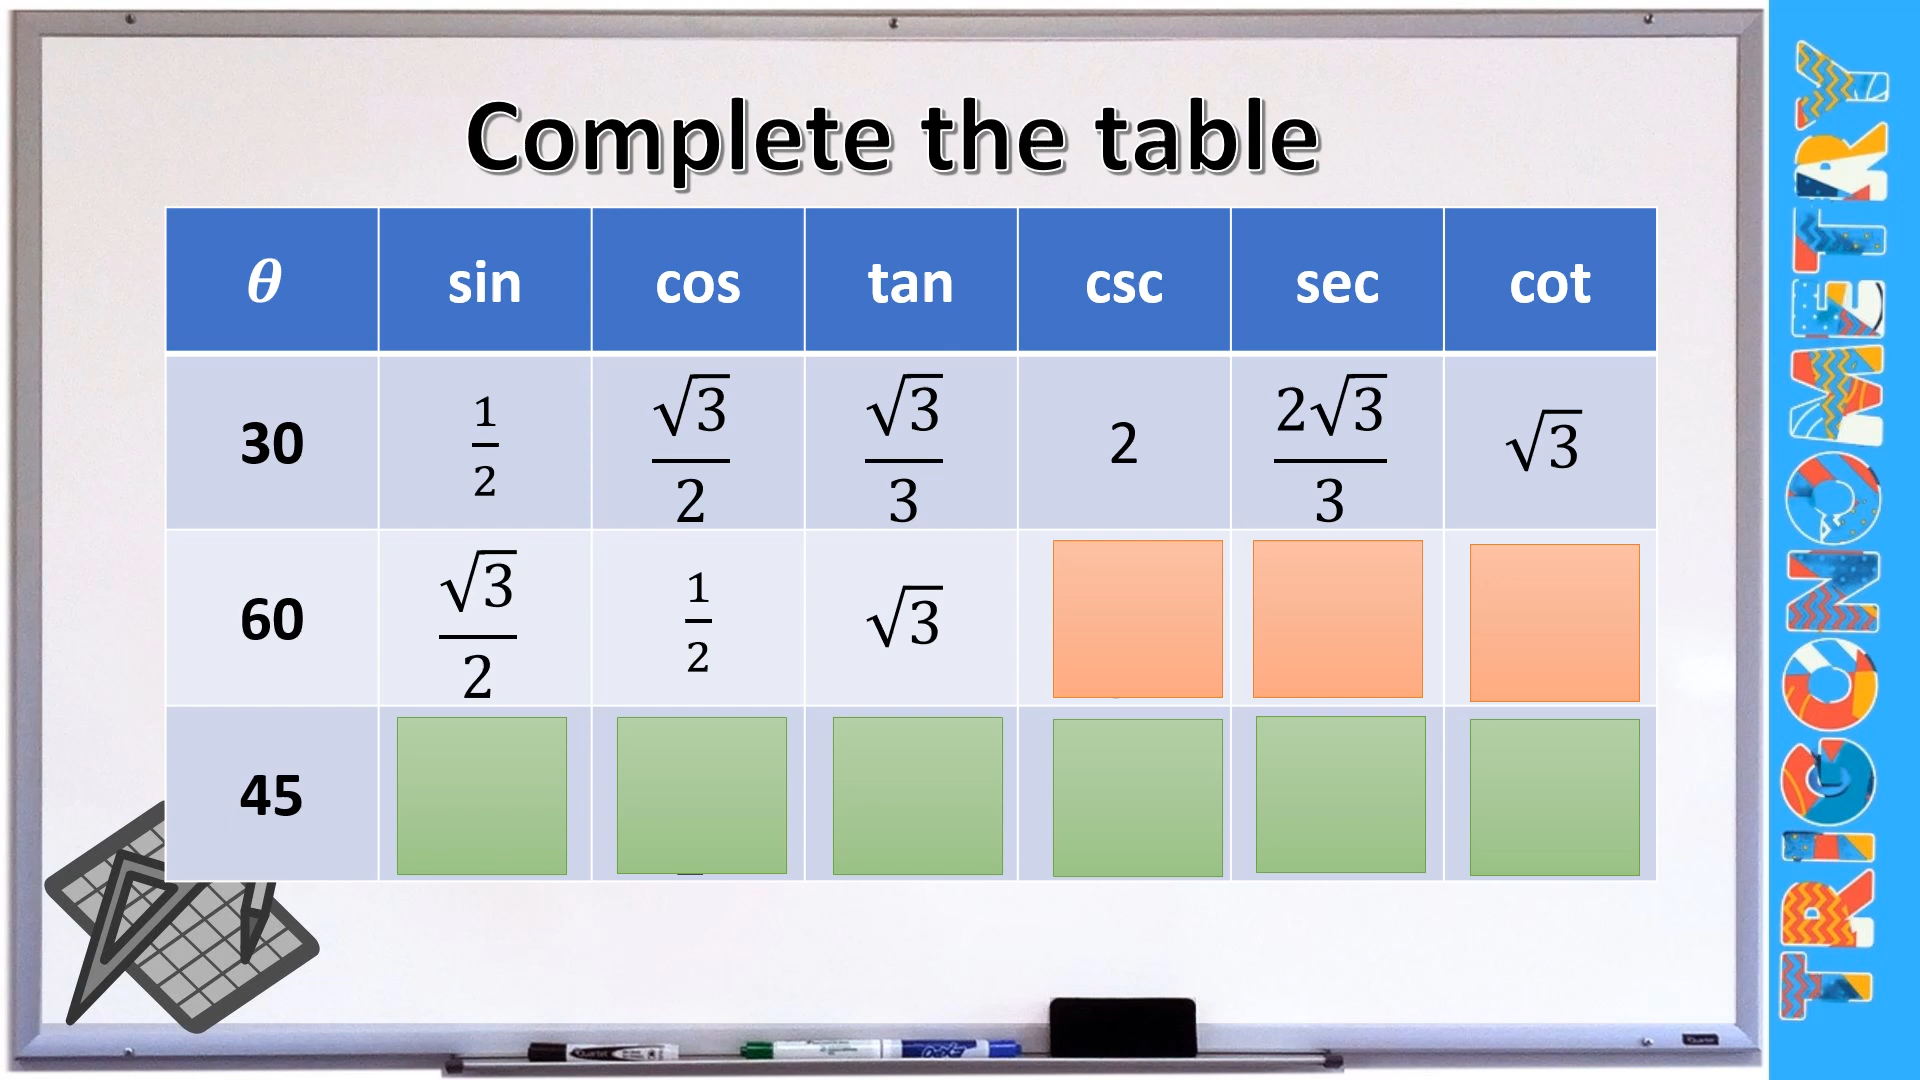 Complete the table
θ sin cos tan csc sec cot
30 1/2 √3/2 √3/3 2 2√3/3 √3
60 √3/2 1/2 √3
45
TRIGONOMETRY
Quartet